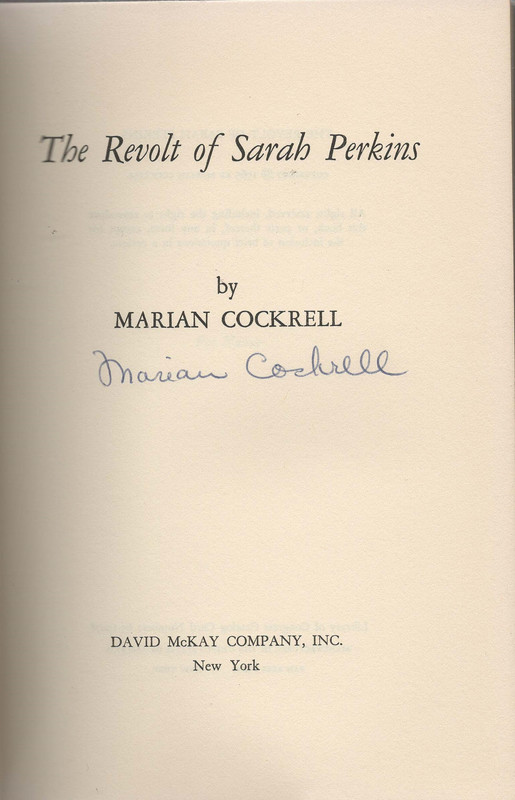 The Revolt of Sarah Perkins
by
MARIAN COCKRELL
Marian Cockrell
DAVID McKAY COMPANY, INC.
New York